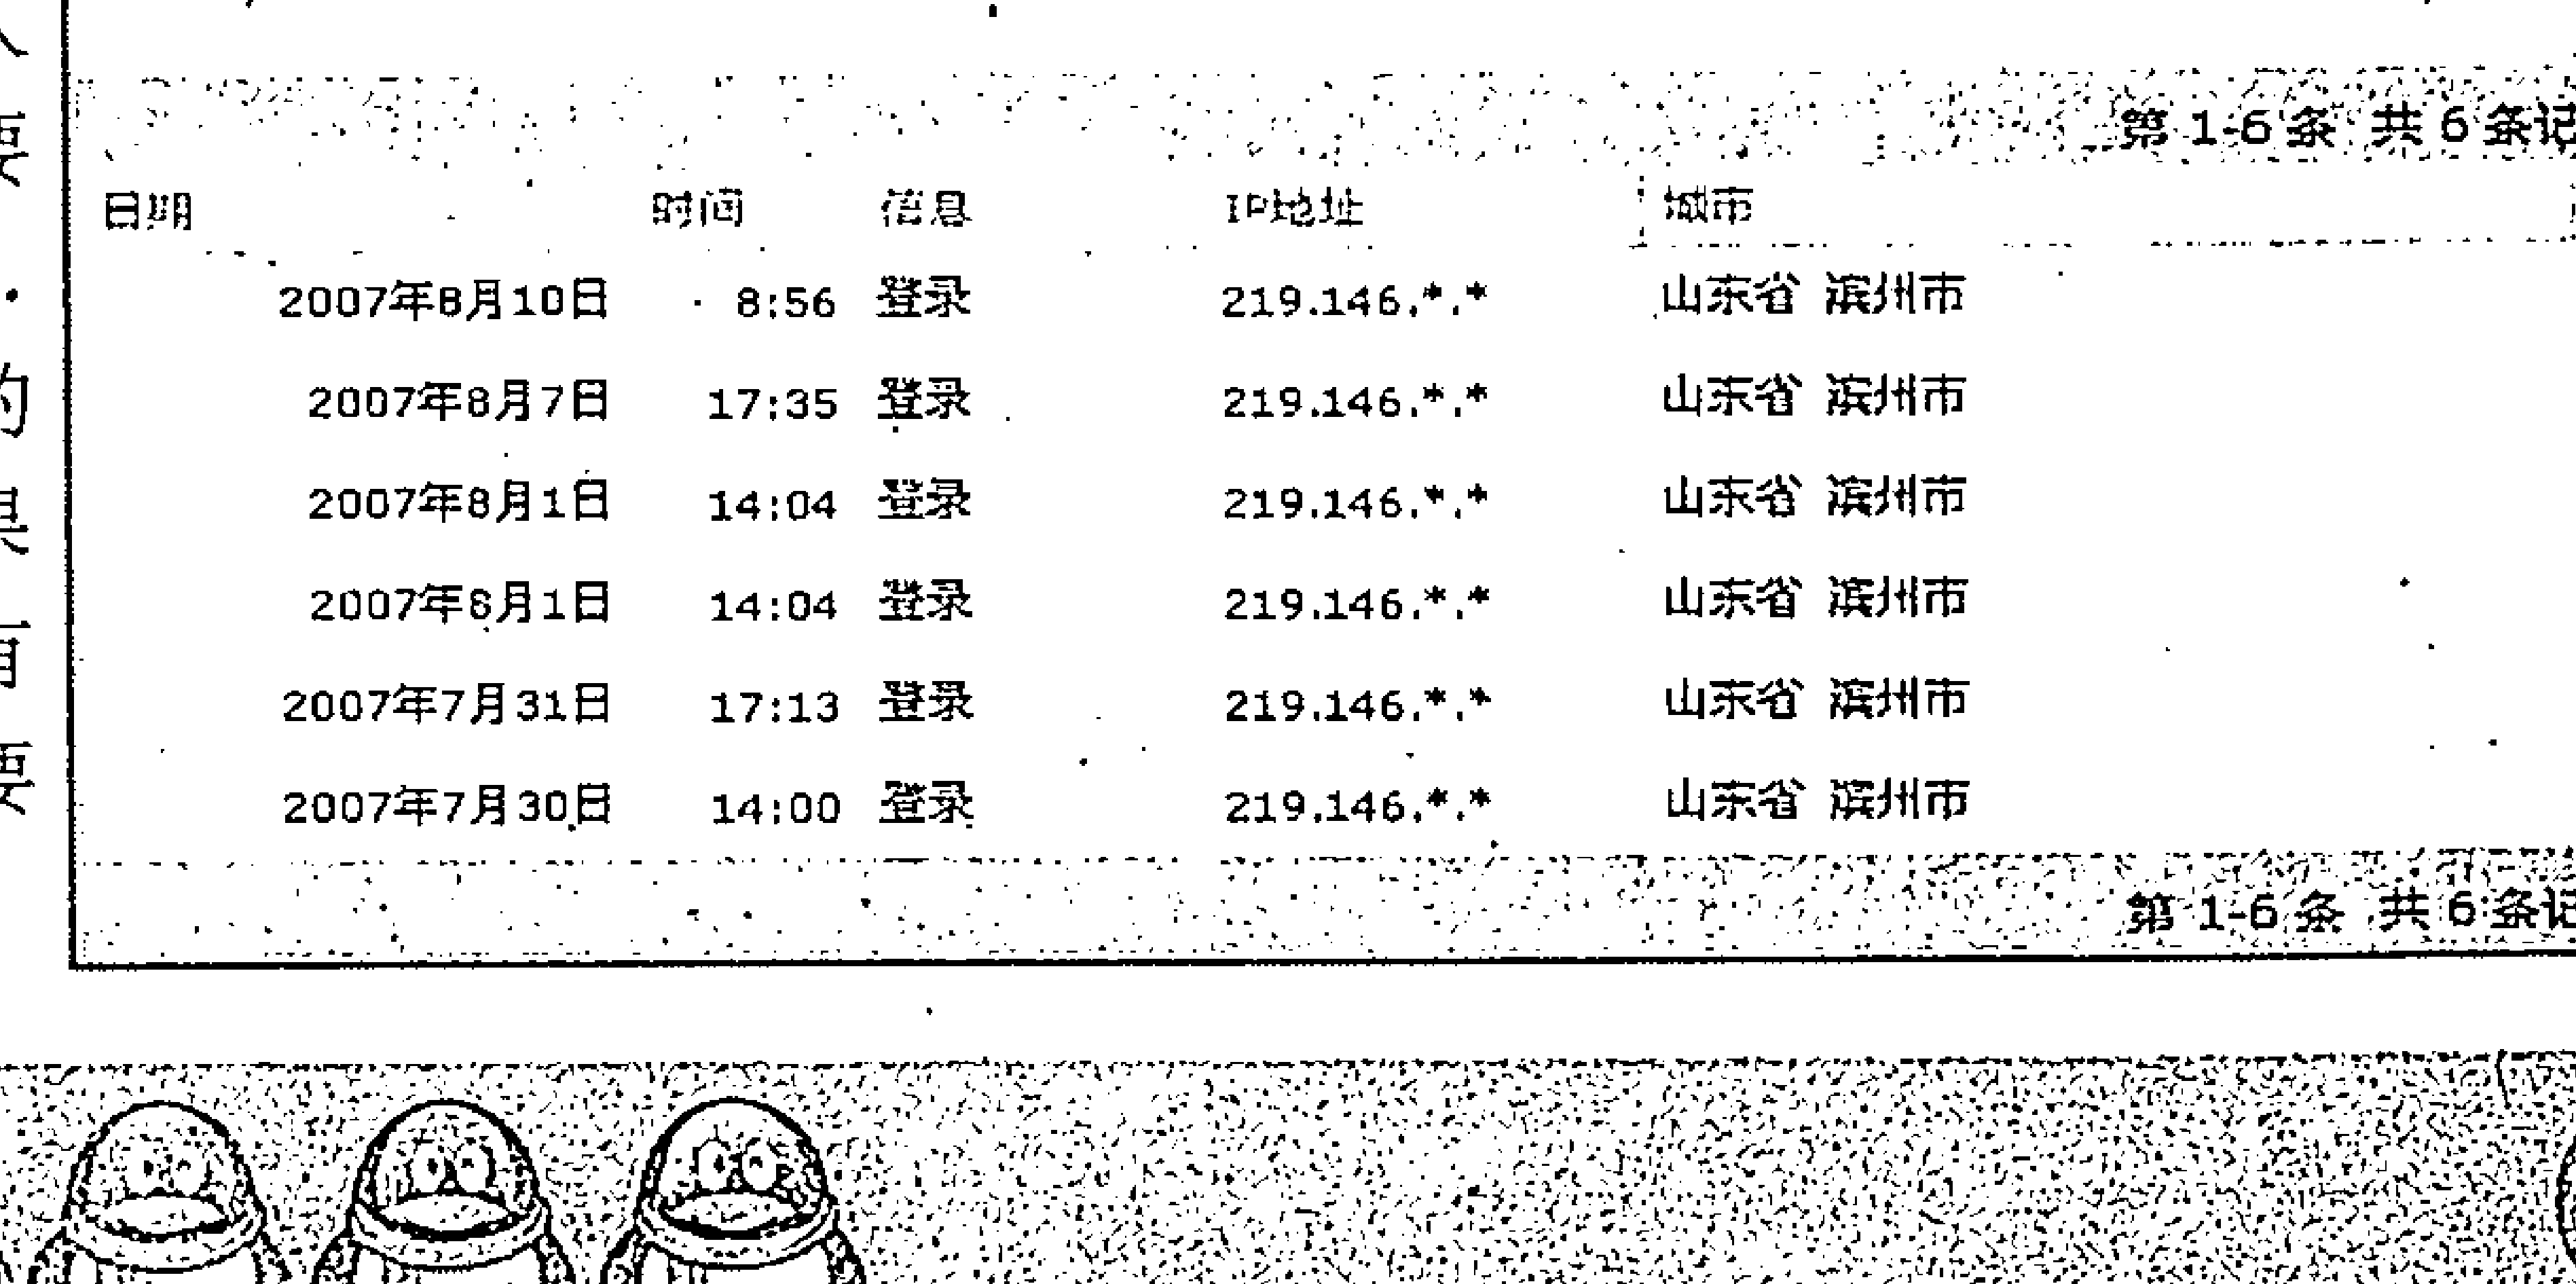 第 1-6 条 共 6 条记
日期 时间 信息 IP地址 城市
2007年8月10日 8:56 登录 219.146.*.* 山东省 滨州市
2007年8月7日 17:35 登录 219.146.*.* 山东省 滨州市
2007年8月1日 14:04 登录 219.146.*.* 山东省 滨州市
2007年8月1日 14:04 登录 219.146.*.* 山东省 滨州市
2007年7月31日 17:13 登录 219.146.*.* 山东省 滨州市
2007年7月30日 14:00 登录 219.146.*.* 山东省 滨州市
第 1-6 条 共 6 条记